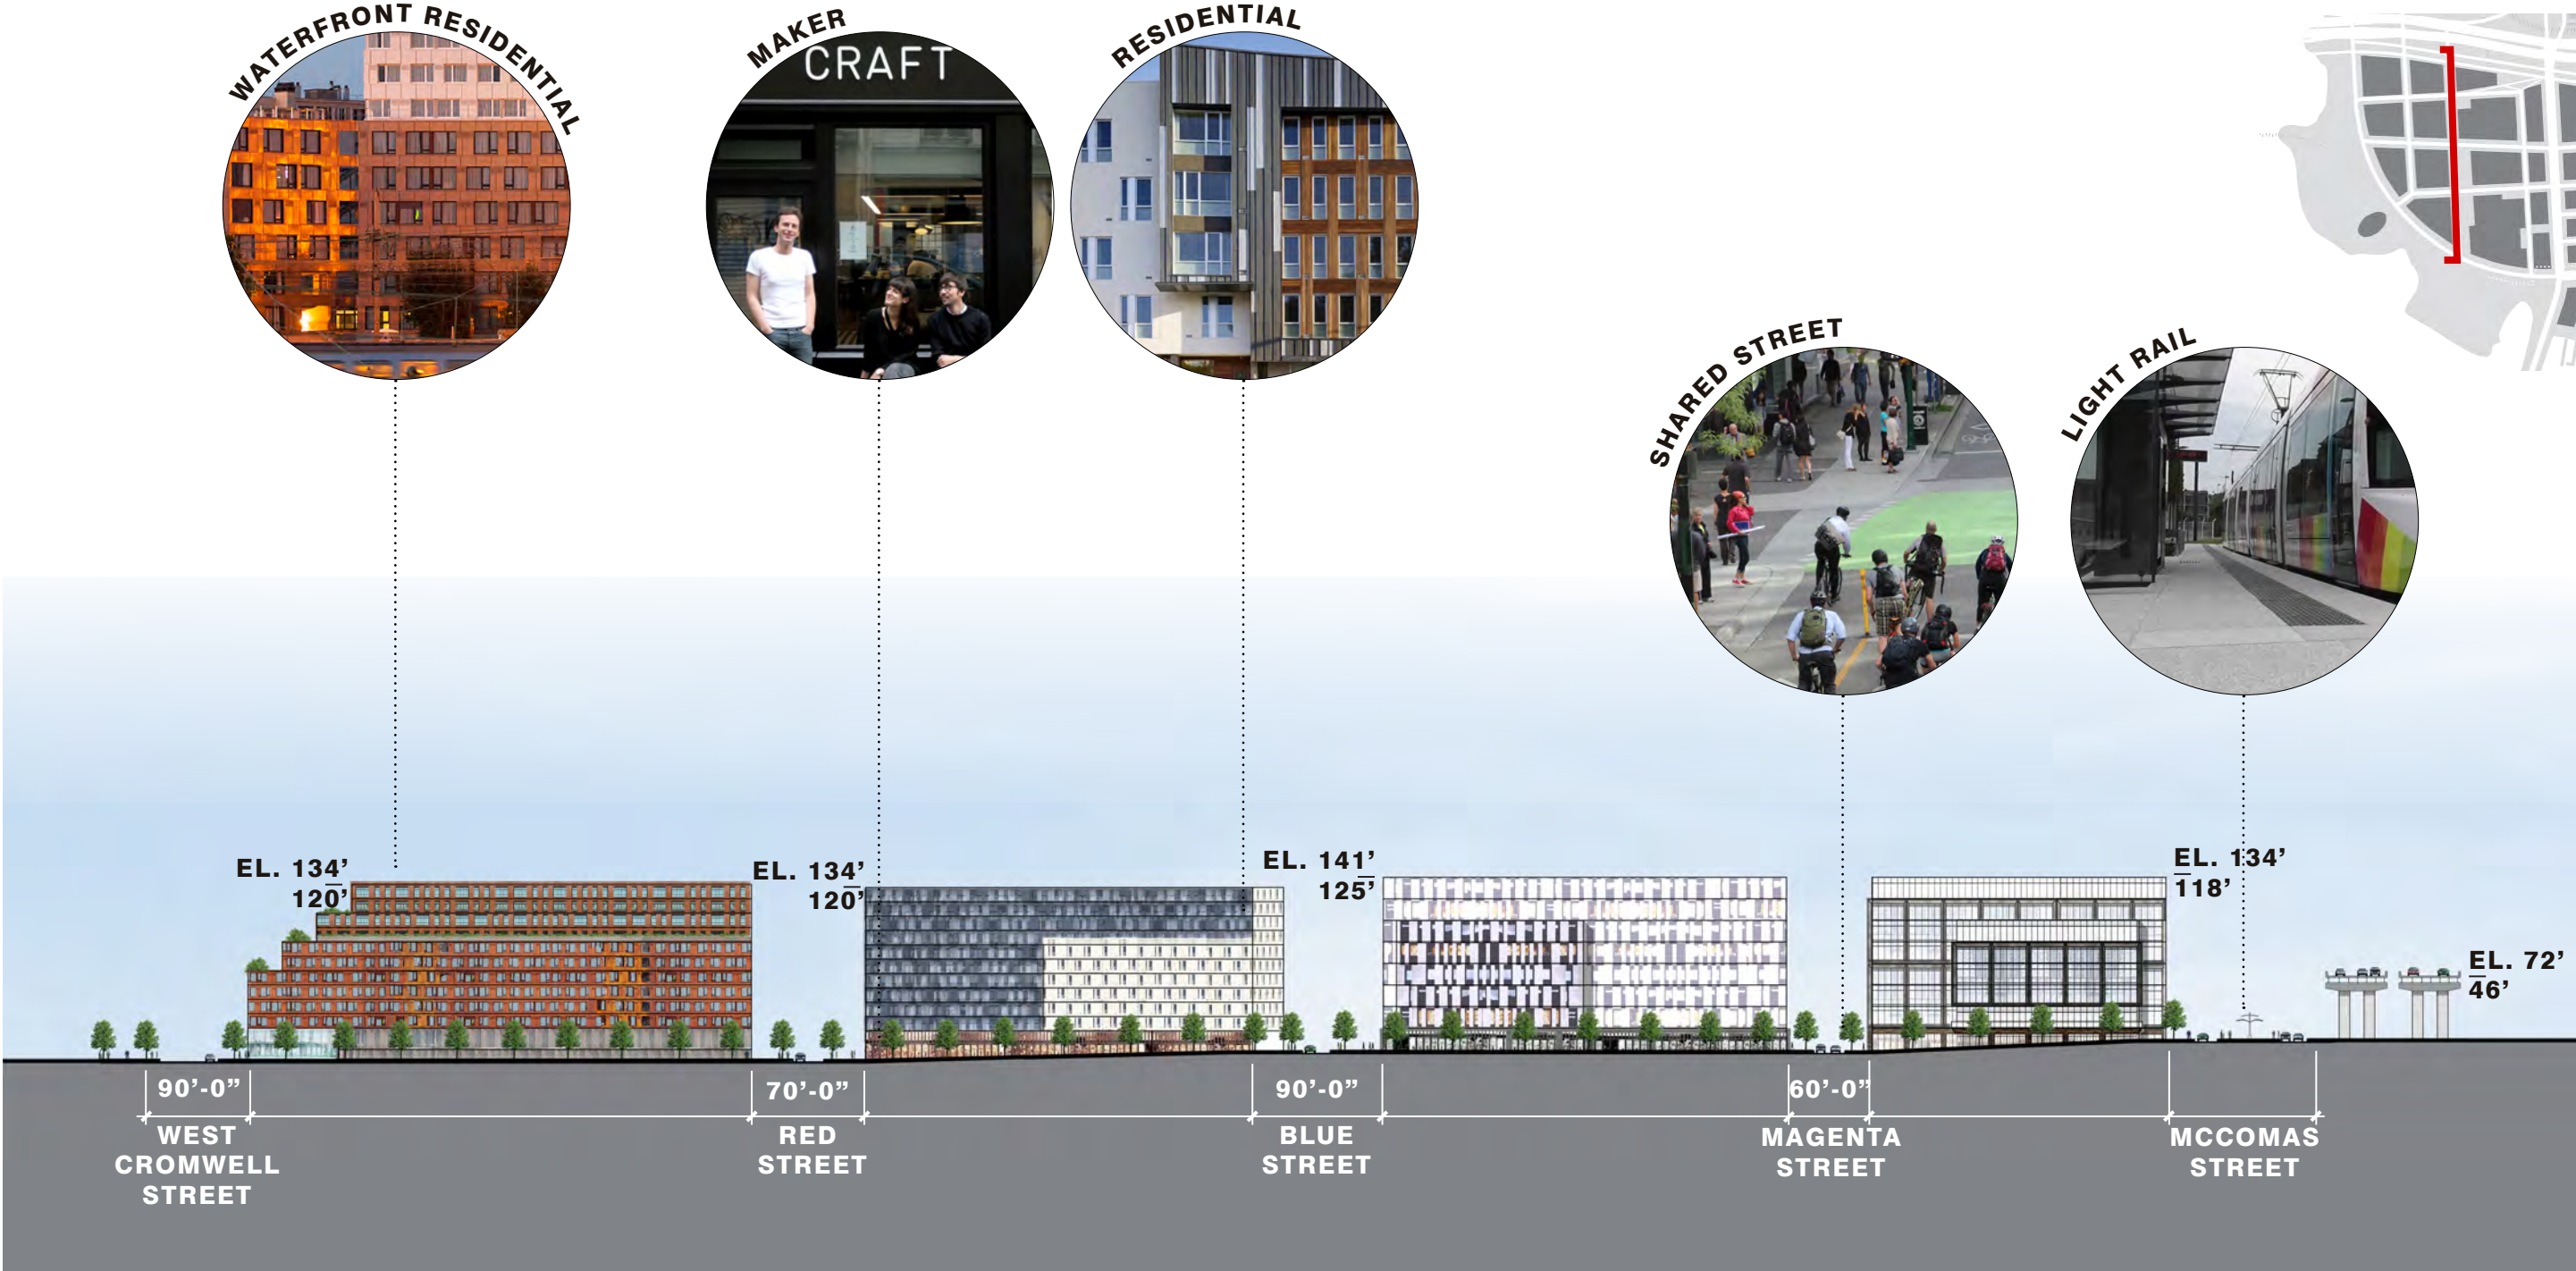 WATERFRONT RESIDENTIAL
MAKER
CRAFT
RESIDENTIAL
SHARED STREET
LIGHT RAIL
EL. 134’
120’
EL. 134’
120’
EL. 141’
125’
EL. 134’
118’
EL. 72’
46’
90’-0”
70’-0”
90’-0”
60’-0”
WEST
CROMWELL
STREET
RED
STREET
BLUE
STREET
MAGENTA
STREET
MCCOMAS
STREET